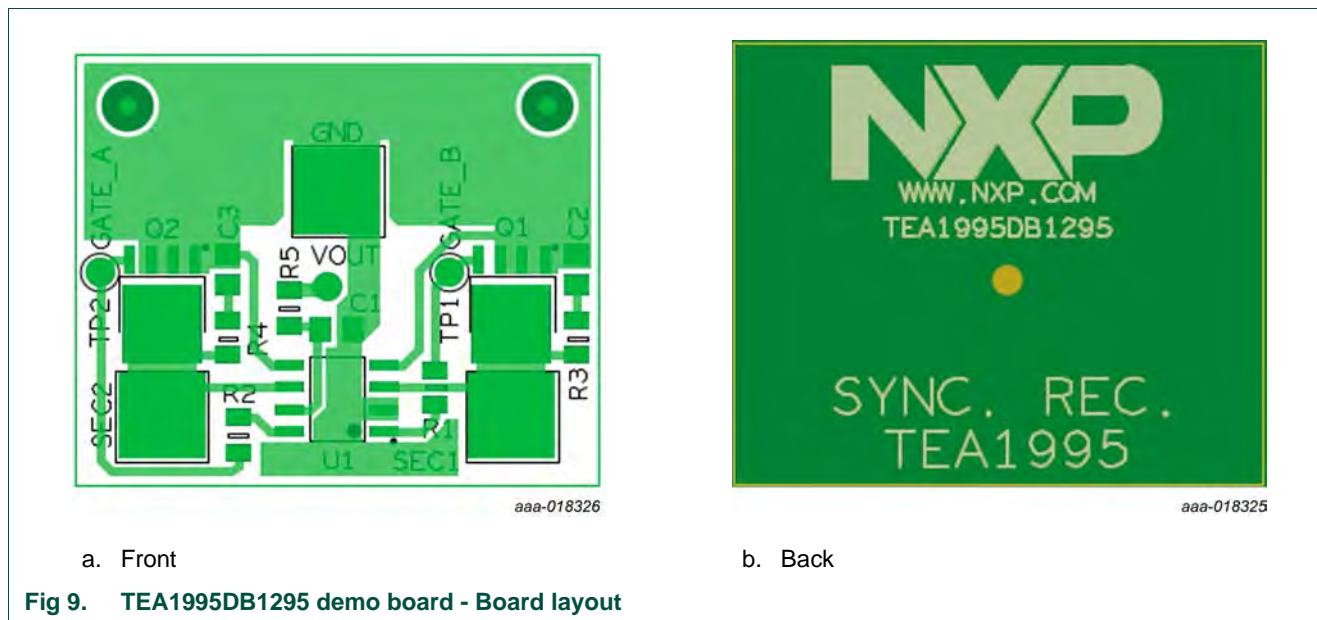 GND
GATE_A
GATE_B
Q2
C3
Q1
C2
R5
VOUT
TP2
C1
TP1
R4
SEC2
R2
R3
R1
U1
SEC1
aaa-018326
a. Front
NXP
WWW.NXP.COM
TEA1995DB1295
SYNC. REC.
TEA1995
aaa-018325
b. Back
Fig 9. TEA1995DB1295 demo board - Board layout